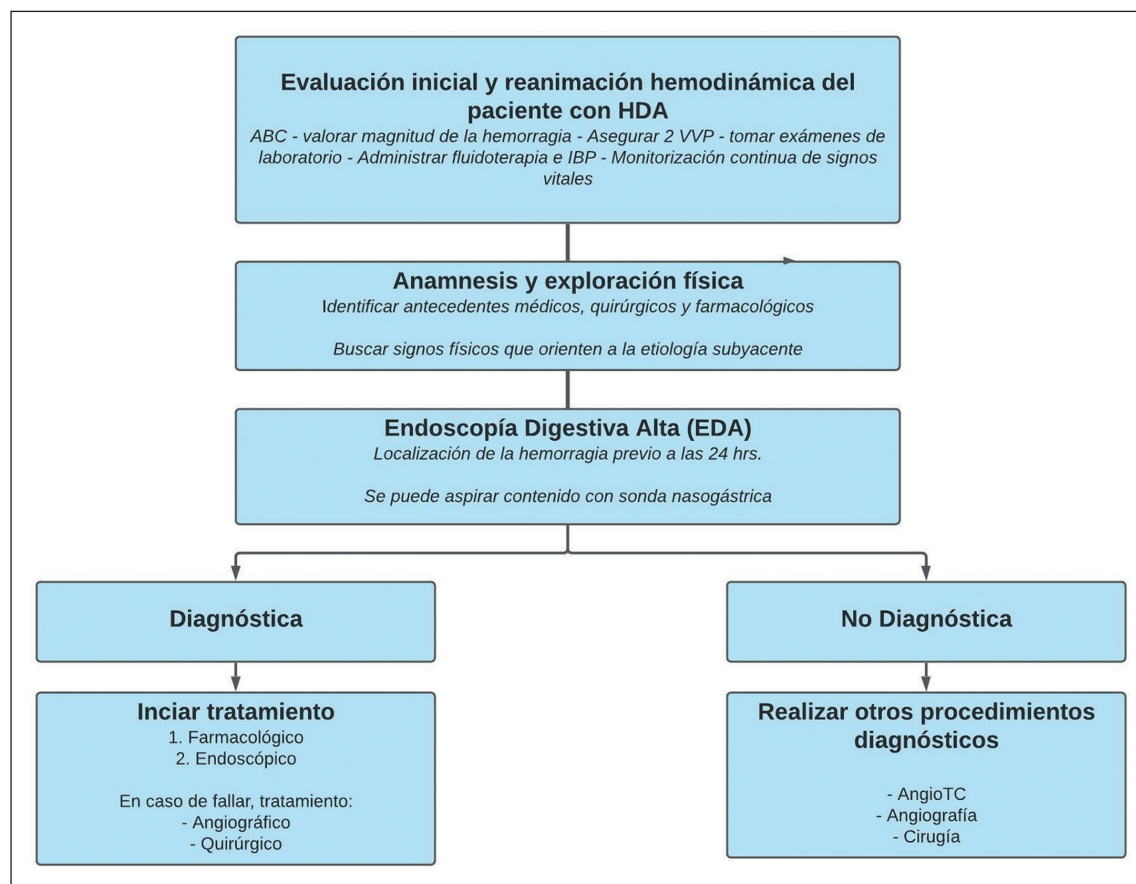 Evaluación inicial y reanimación hemodinámica del
paciente con HDA
ABC - valorar magnitud de la hemorragia - Asegurar 2 VVP - tomar exámenes de
laboratorio - Administrar fluidoterapia e IBP - Monitorización continua de signos
vitales
Anamnesis y exploración física
Identificar antecedentes médicos, quirúrgicos y farmacológicos
Buscar signos físicos que orienten a la etiología subyacente
Endoscopía Digestiva Alta (EDA)
Localización de la hemorragia previo a las 24 hrs.
Se puede aspirar contenido con sonda nasogástrica
Diagnóstica
No Diagnóstica
Inciar tratamiento
1. Farmacológico
2. Endoscópico
En caso de fallar, tratamiento:
- Angiográfico
- Quirúrgico
Realizar otros procedimientos
diagnósticos
- AngioTC
- Angiografía
- Cirugía